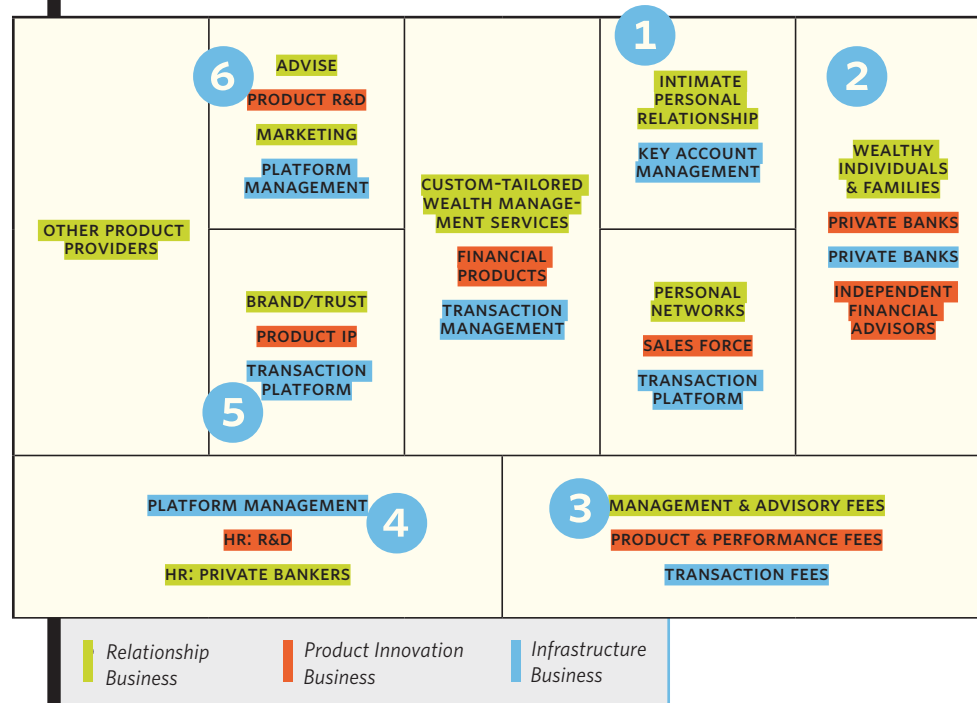 OTHER PRODUCT
PROVIDERS
6
ADVISE
PRODUCT R&D
MARKETING
PLATFORM
MANAGEMENT
BRAND/TRUST
PRODUCT IP
TRANSACTION
PLATFORM
5
CUSTOM-TAILORED
WEALTH MANAGE-
MENT SERVICES
FINANCIAL
PRODUCTS
TRANSACTION
MANAGEMENT
1
INTIMATE
PERSONAL
RELATIONSHIP
KEY ACCOUNT
MANAGEMENT
PERSONAL
NETWORKS
SALES FORCE
TRANSACTION
PLATFORM
2
WEALTHY
INDIVIDUALS
& FAMILIES
PRIVATE BANKS
PRIVATE BANKS
INDEPENDENT
FINANCIAL
ADVISORS
PLATFORM MANAGEMENT
4
HR: R&D
HR: PRIVATE BANKERS
3
MANAGEMENT & ADVISORY FEES
PRODUCT & PERFORMANCE FEES
TRANSACTION FEES
Relationship
Business
Product Innovation
Business
Infrastructure
Business